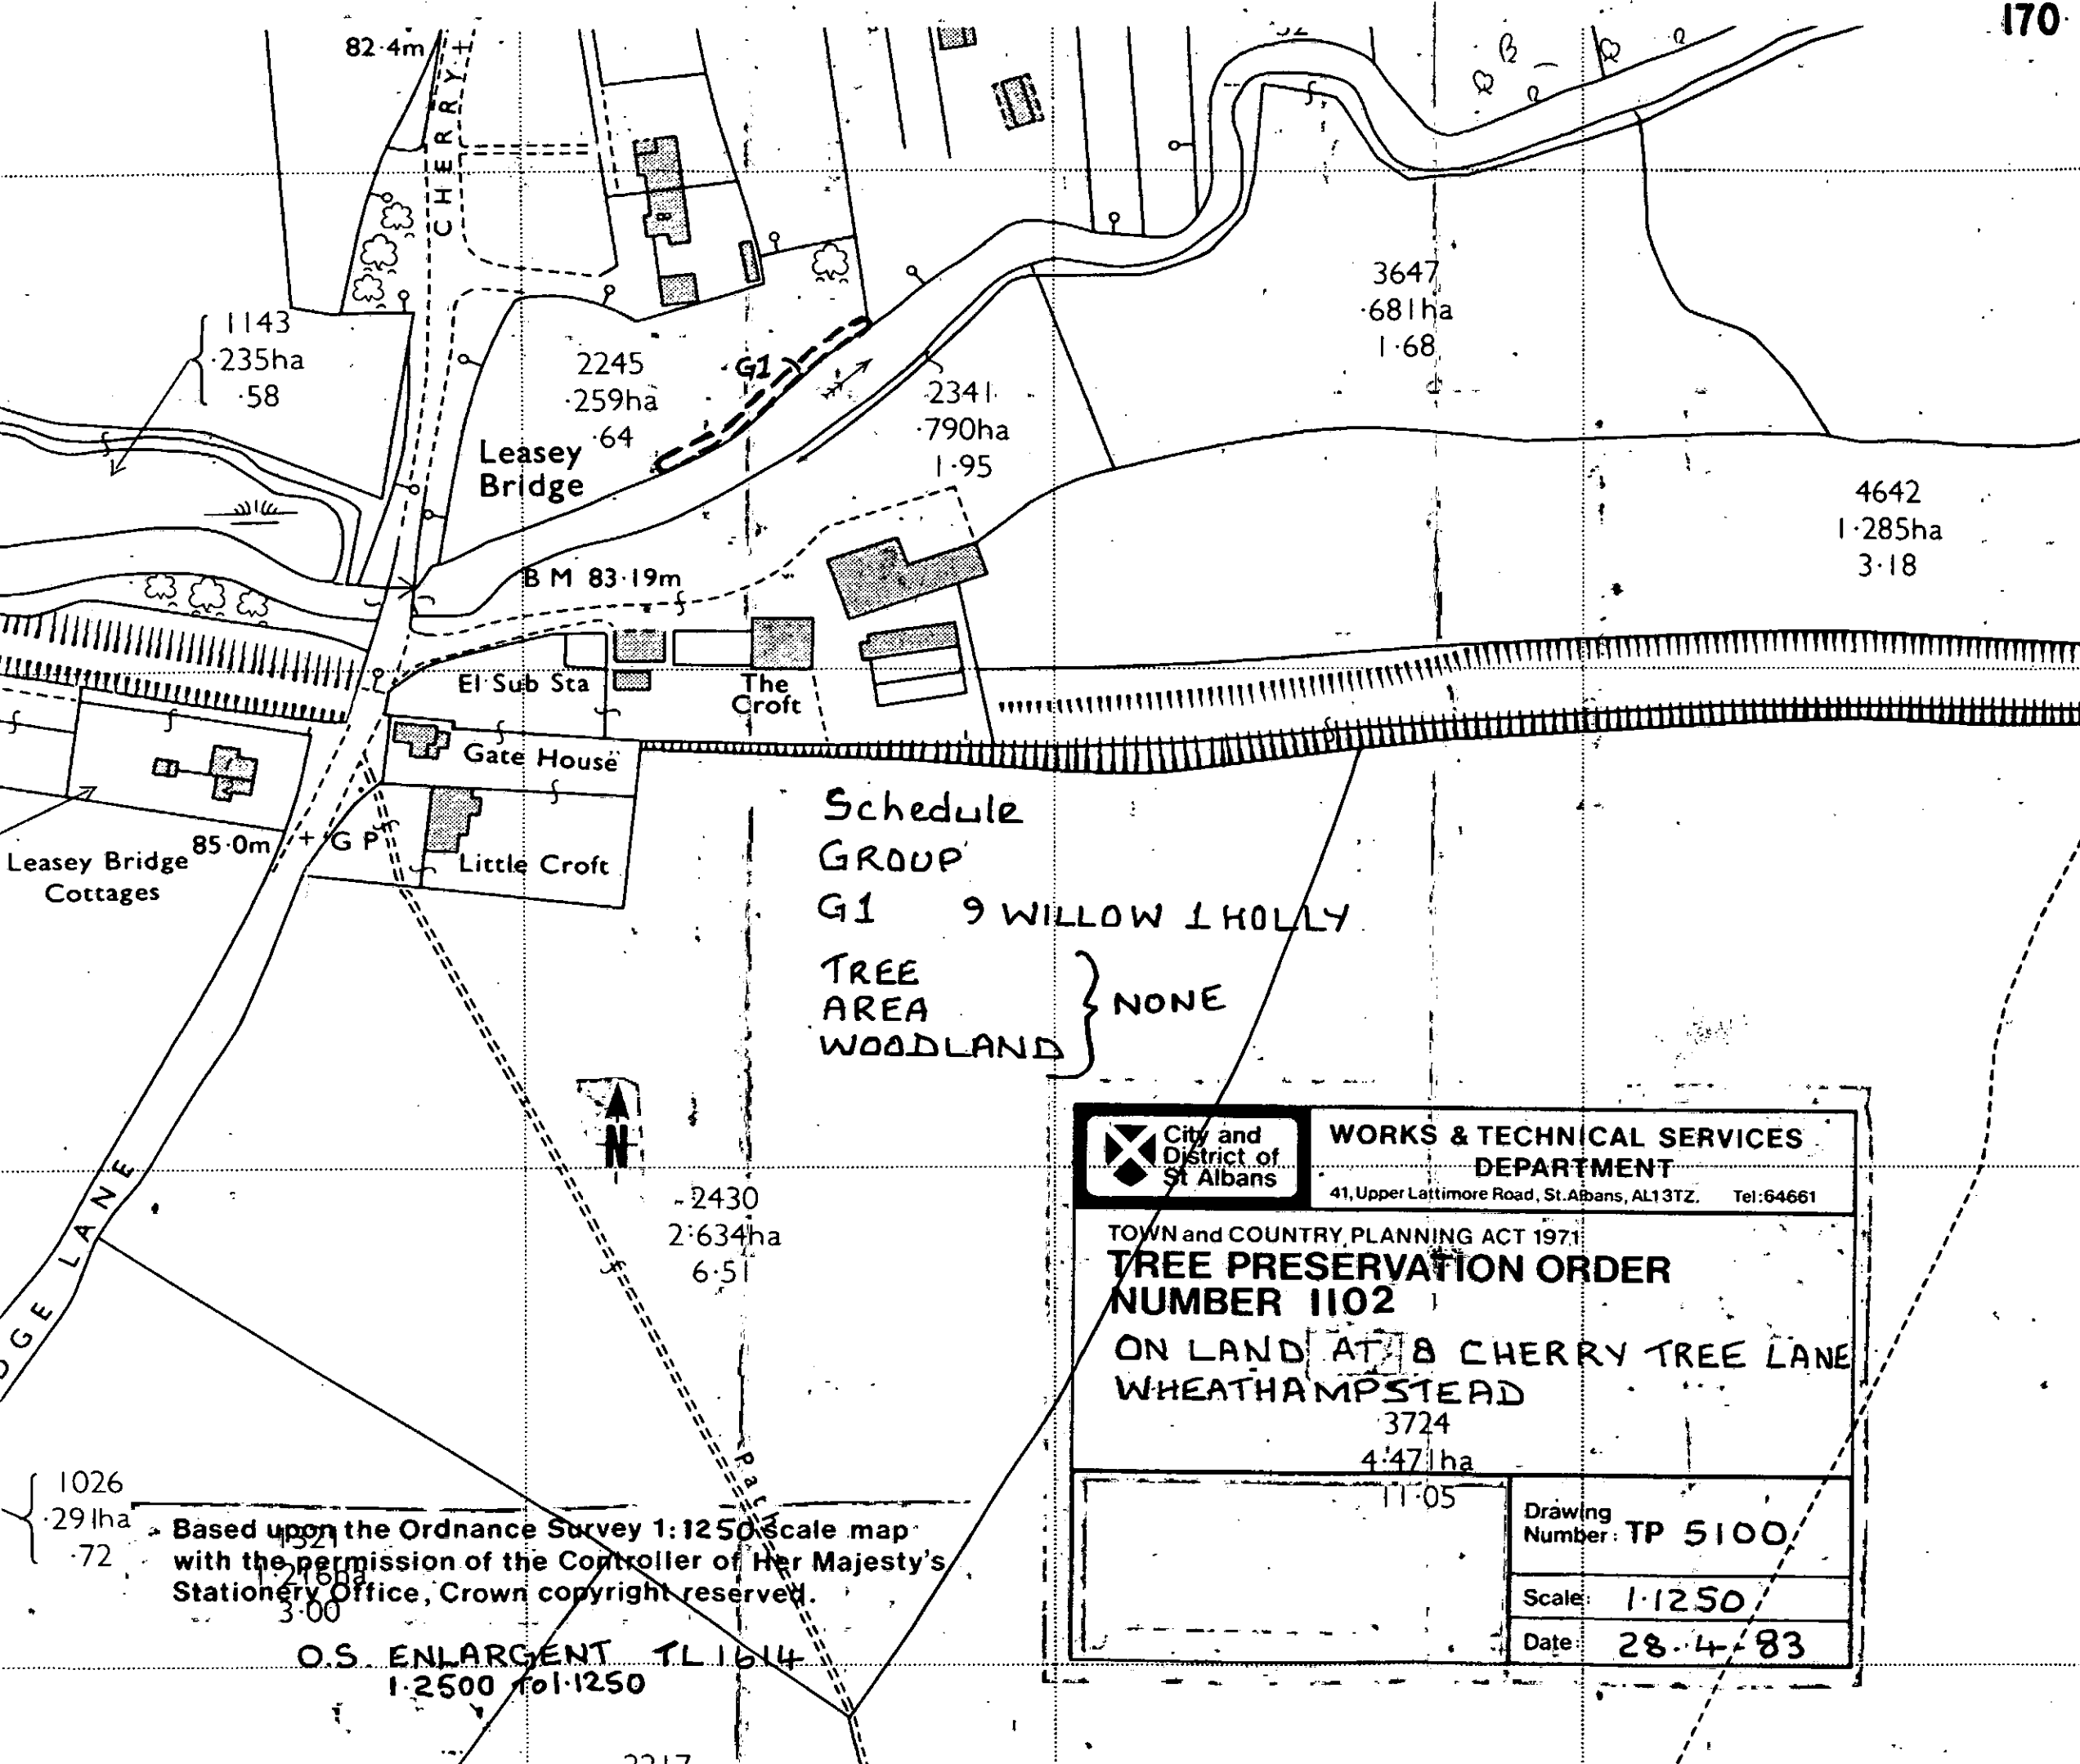 170
82·4m
CHERRY
1143
·235ha
·58
2245
·259ha
·64
G1
2341
·790ha
1·95
3647
·681ha
1·68
4642
1·285ha
3·18
Leasey
Bridge
B M 83·19m
El Sub Sta
The
Croft
Gate House
Little Croft
85·0m
G P
Leasey Bridge
Cottages
Schedule
GROUP
G1 9 WILLOW 1 HOLLY
TREE
AREA
WOODLAND
NONE
N
2430
2·634ha
6·51
DGE LANE
Path
City and
District of
St Albans
WORKS & TECHNICAL SERVICES
DEPARTMENT
41, Upper Lattimore Road, St.Albans, AL1 3TZ. Tel:64661
TOWN and COUNTRY PLANNING ACT 1971
TREE PRESERVATION ORDER
NUMBER 1102
ON LAND AT 8 CHERRY TREE LANE
WHEATHAMPSTEAD
3724
4·471ha
11·05
Drawing
Number: TP 5100
Scale: 1·1250
Date: 28·4-83
1026
·291ha
·72
1321
1·216ha
3·00
Based upon the Ordnance Survey 1:1250 scale map
with the permission of the Controller of Her Majesty's
Stationery Office, Crown copyright reserved.
O.S. ENLARGENT TL 1614
1·2500 to 1·1250